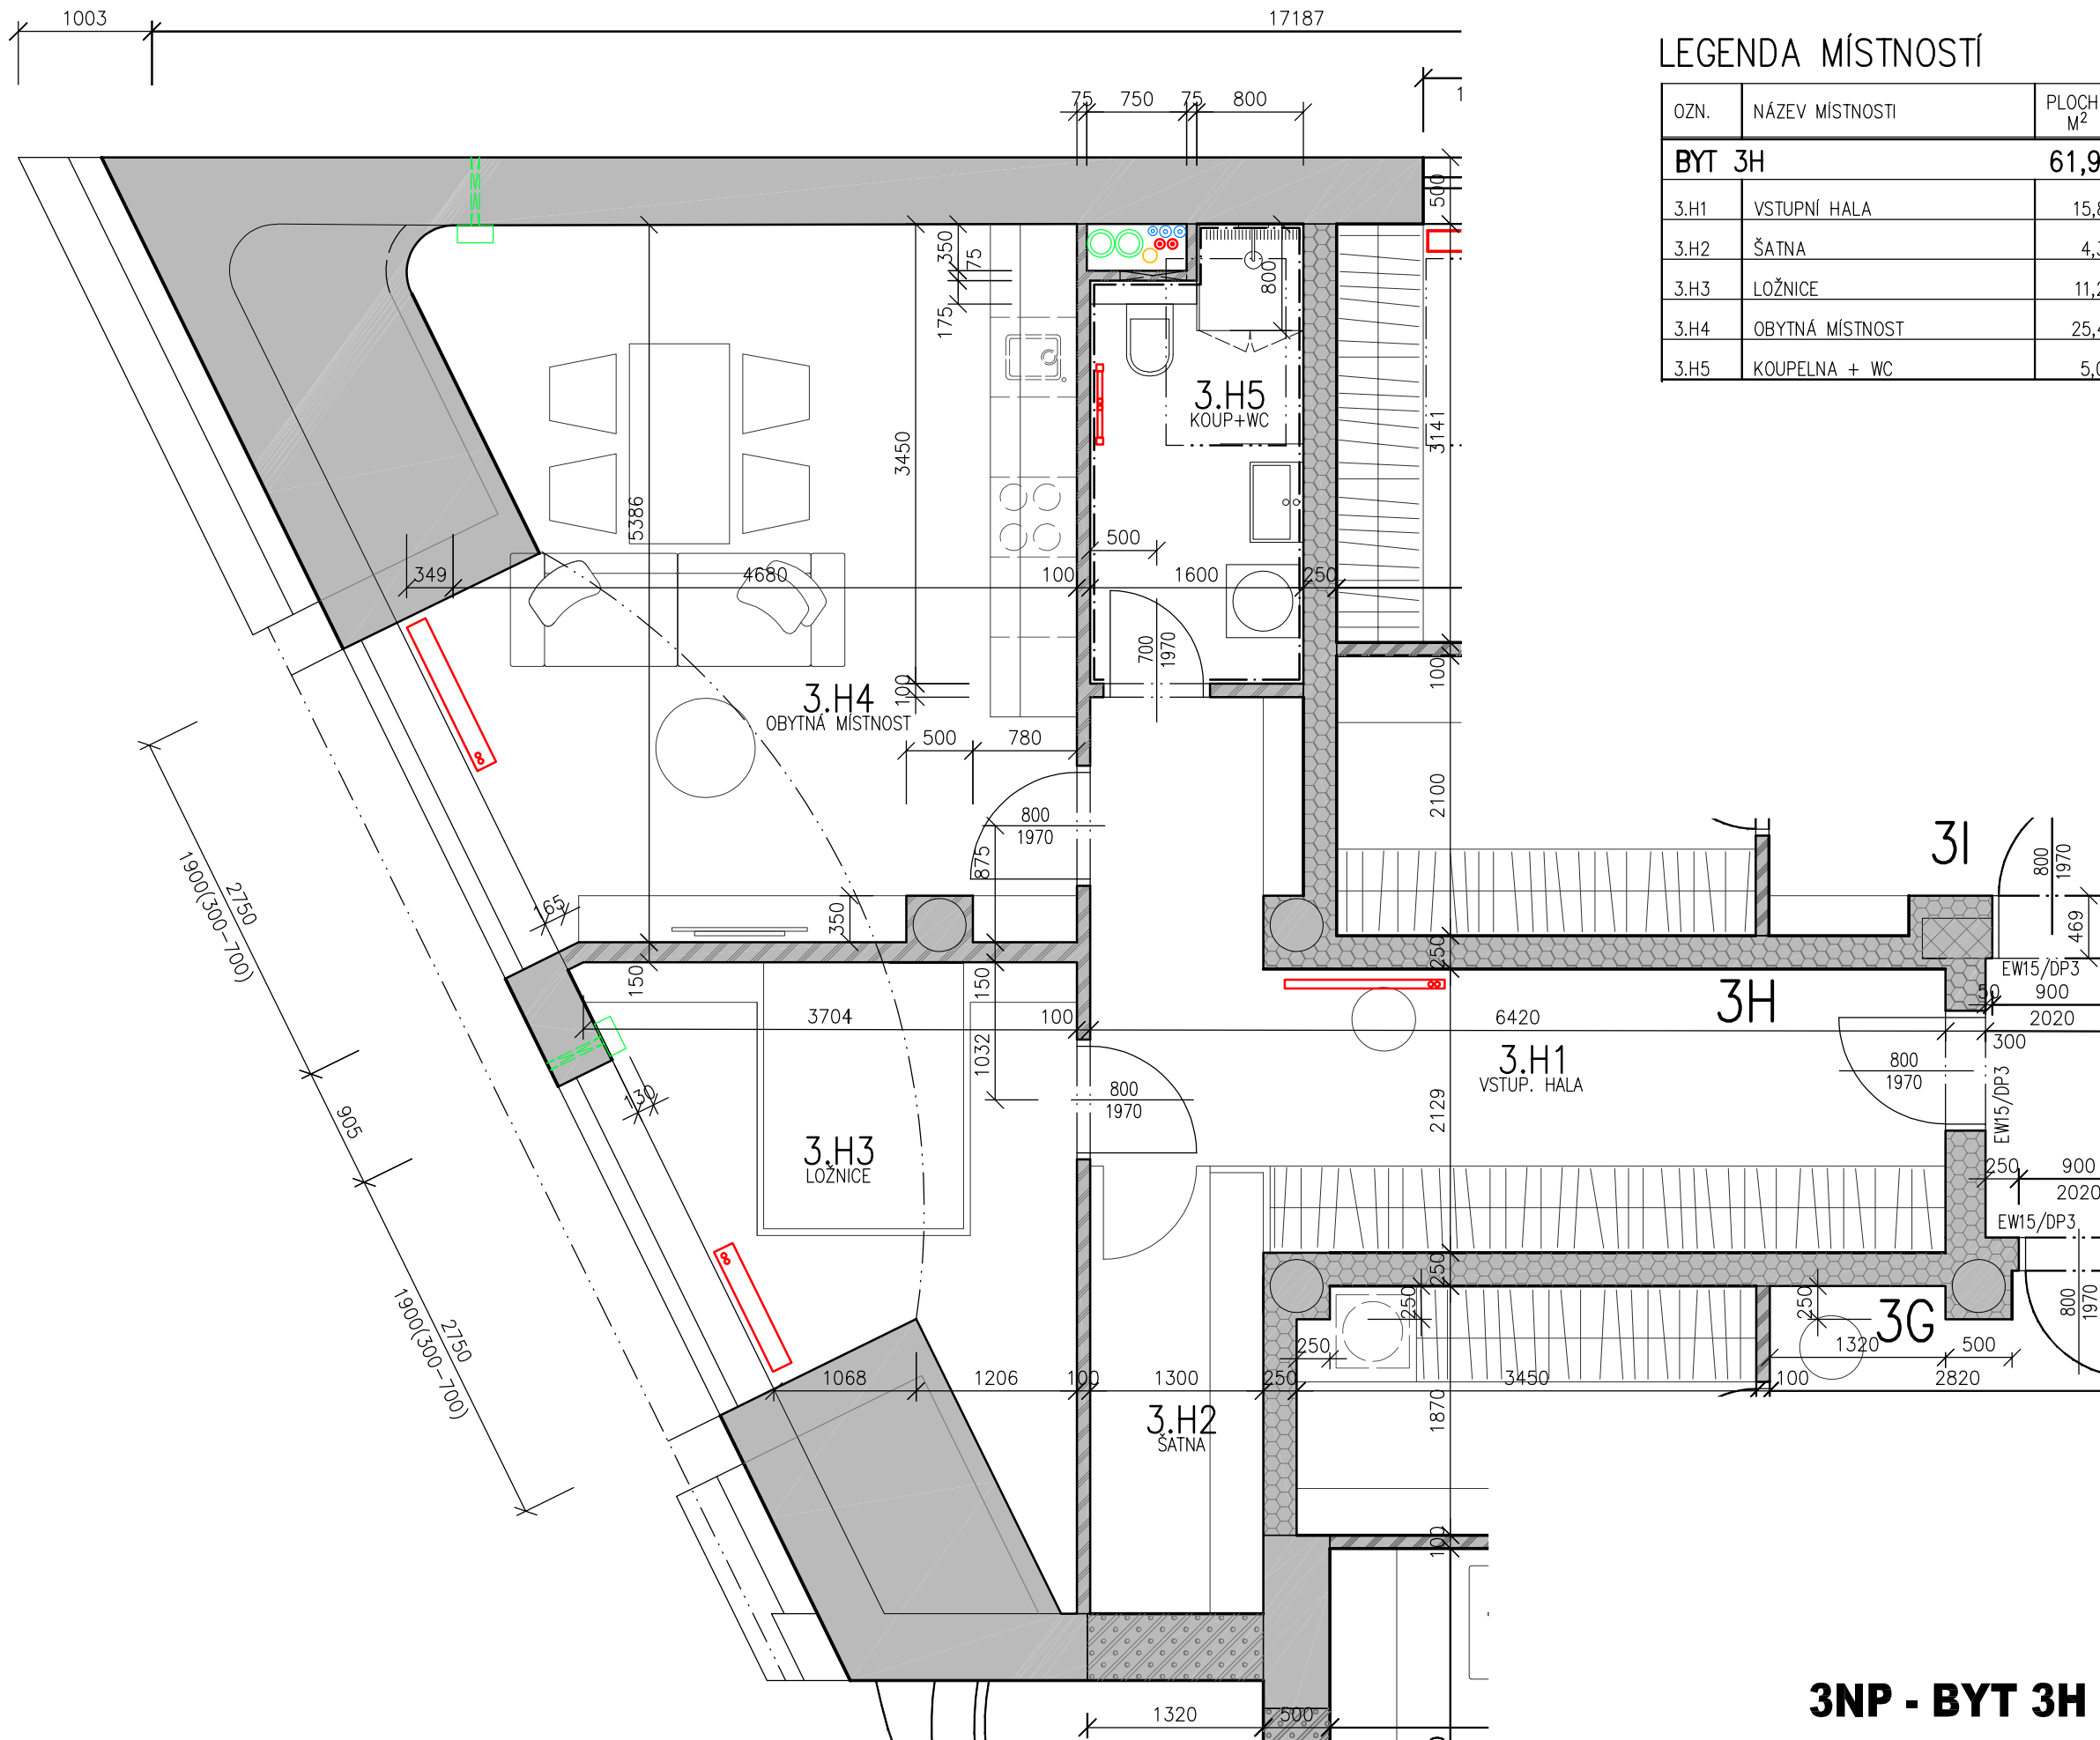 1003
17187
LEGENDA MÍSTNOSTÍ
OZN. NÁZEV MÍSTNOSTI PLOCH
M²
BYT 3H 61,9
3.H1 VSTUPNÍ HALA 15,8
3.H2 ŠATNA 4,3
3.H3 LOŽNICE 11,2
3.H4 OBYTNÁ MÍSTNOST 25,4
3.H5 KOUPELNA + WC 5,0
75 750 75 800
500
350
75
175
800
3.H5
KOUP+WC
3450
3141
5386
500
349 4680 100 1600 250
700
1970
100
100
3.H4
OBYTNÁ MÍSTNOST
500 780
2100
800
1970
875
3I
800
1970
2750
1900(300-700)
165
350
469
150
150
250
EW15/DP3
50 900
2020
3H
3704 100 6420
300
1032
3.H1
VSTUP. HALA
800
1970
800
1970
EW15/DP3
130
905
2129
3.H3
LOŽNICE
250 900
2020
EW15/DP3
250
250
250
3G
800
1970
2750
1900(300-700)
250
1320 500
1068 1206 100 1300 250 3450 100 2820
3.H2
ŠATNA
1870
100
1320 500
3NP - BYT 3H